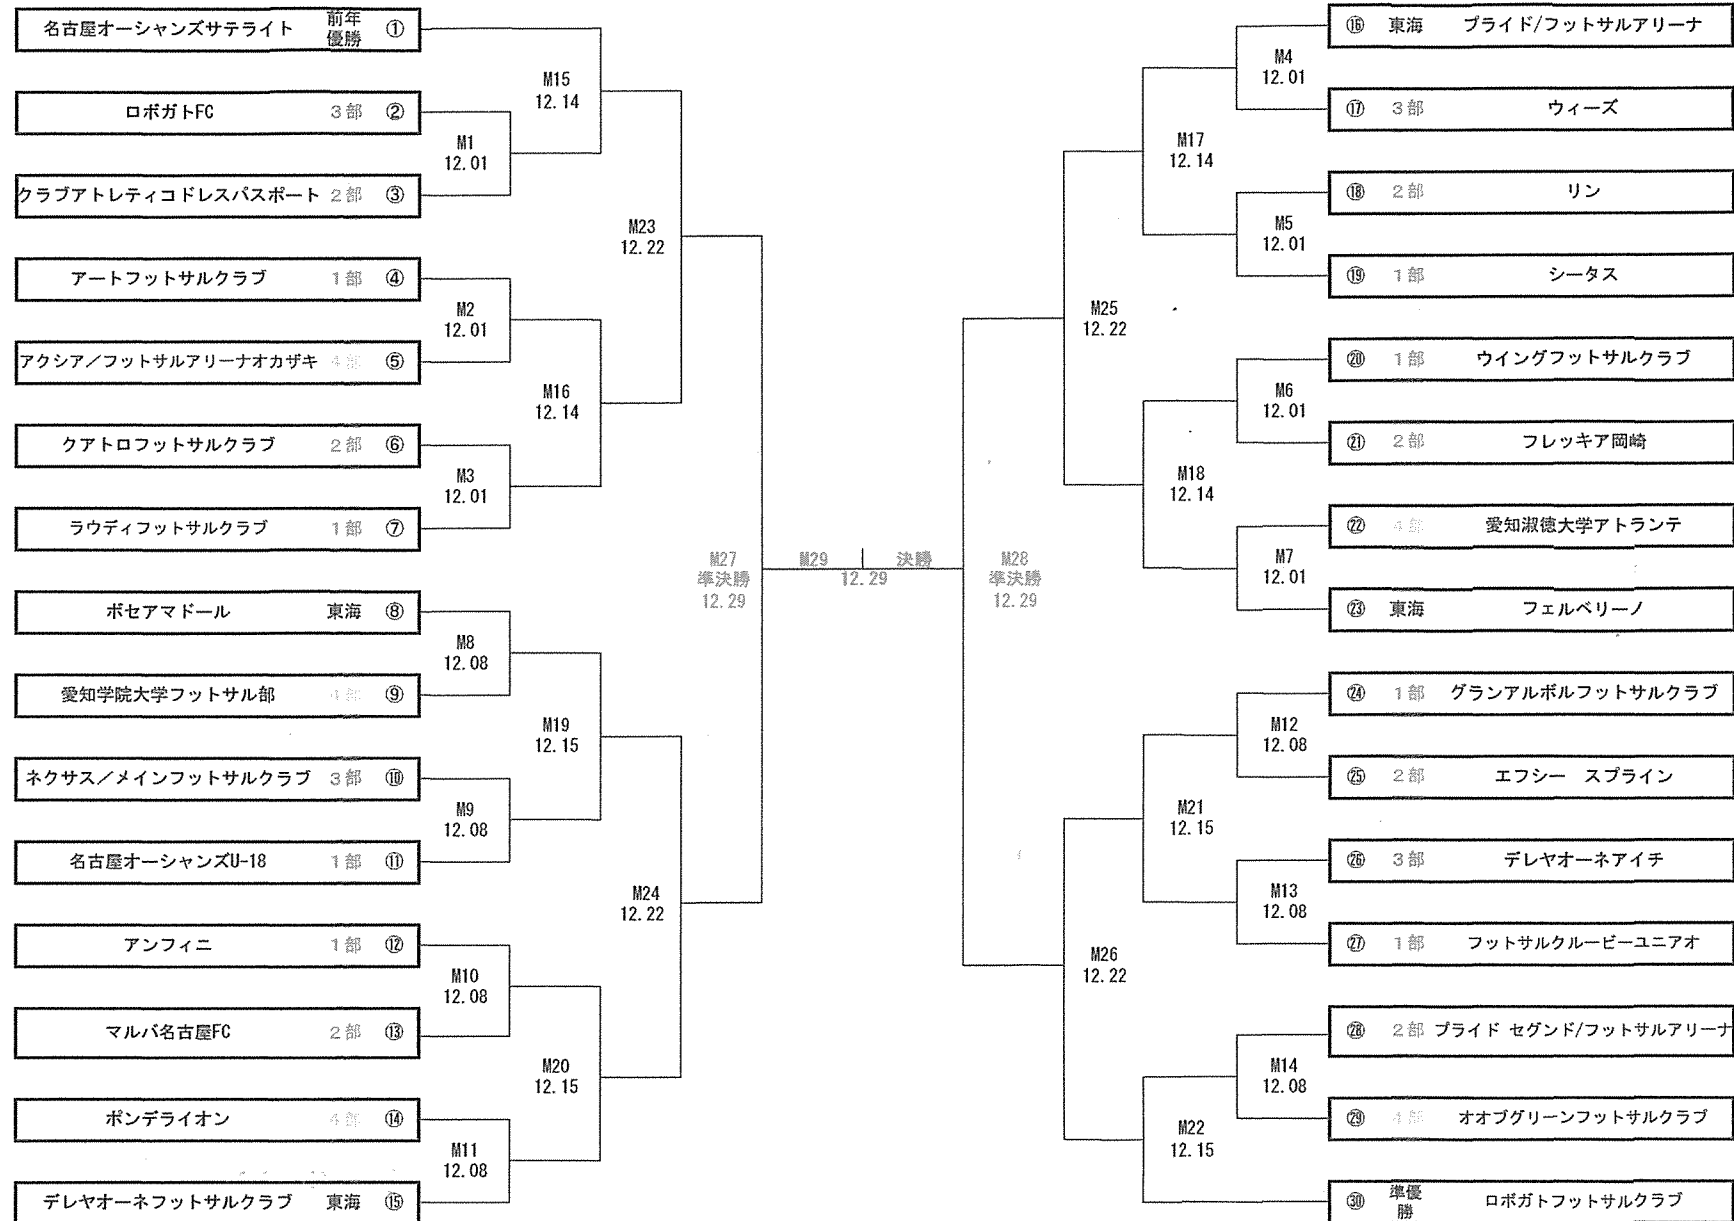 名古屋オーシャンズサテライト 前年優勝 ①
ロボガトFC 3部 ②
クラブアトレティコドレスパスポート 2部 ③
アートフットサルクラブ 1部 ④
アクシア／フットサルアリーナオカザキ 4部 ⑤
クアトロフットサルクラブ 2部 ⑥
ラウディフットサルクラブ 1部 ⑦
ボセアマドール 東海 ⑧
愛知学院大学フットサル部 4部 ⑨
ネクサス／メインフットサルクラブ 3部 ⑩
名古屋オーシャンズU-18 1部 ⑪
アンフィニ 1部 ⑫
マルバ名古屋FC 2部 ⑬
ポンデライオン 4部 ⑭
デレヤオーネフットサルクラブ 東海 ⑮
M1
12.01
M2
12.01
M3
12.01
M8
12.08
M9
12.08
M10
12.08
M11
12.08
M15
12.14
M16
12.14
M19
12.15
M20
12.15
M23
12.22
M24
12.22
M27
準決勝
12.29
M29 決勝
12.29
M28
準決勝
12.29
M25
12.22
M26
12.22
M17
12.14
M18
12.14
M21
12.15
M22
12.15
M4
12.01
M5
12.01
M6
12.01
M7
12.01
M12
12.08
M13
12.08
M14
12.08
⑯ 東海 プライド/フットサルアリーナ
⑰ 3部 ウィーズ
⑱ 2部 リン
⑲ 1部 シータス
⑳ 1部 ウイングフットサルクラブ
㉑ 2部 フレッキア岡崎
㉒ 4部 愛知淑徳大学アトランテ
㉓ 東海 フェルベリーノ
㉔ 1部 グランアルボルフットサルクラブ
㉕ 2部 エフシー　スプライン
㉖ 3部 デレヤオーネアイチ
㉗ 1部 フットサルクルービーユニアオ
㉘ 2部 プライド セグンド/フットサルアリーナ
㉙ 4部 オオブグリーンフットサルクラブ
㉚ 準優勝 ロボガトフットサルクラブ